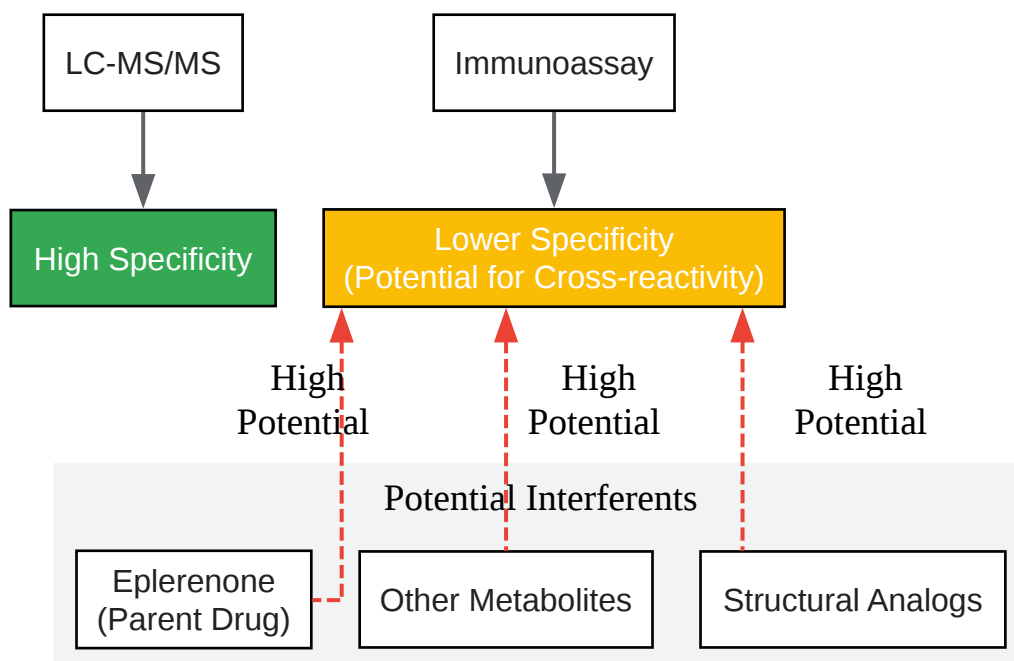 LC-MS/MS
Immunoassay
High Specificity
Lower Specificity
(Potential for Cross-reactivity)
High
Potential
High
Potential
High
Potential
Potential Interferents
Eplerenone
(Parent Drug)
Other Metabolites
Structural Analogs